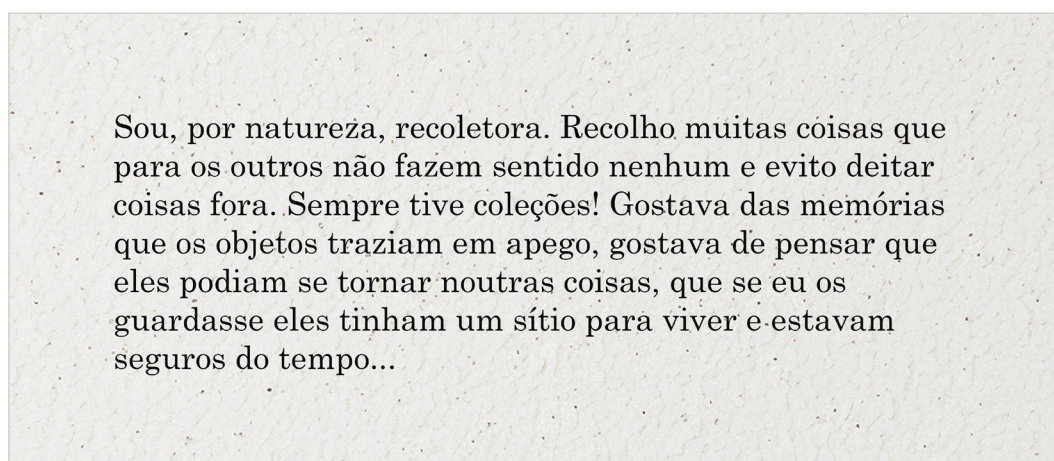 Sou, por natureza, recoletora. Recolho muitas coisas que
para os outros não fazem sentido nenhum e evito deitar
coisas fora. Sempre tive coleções! Gostava das memórias
que os objetos traziam em apego, gostava de pensar que
eles podiam se tornar noutras coisas, que se eu os
guardasse eles tinham um sítio para viver e estavam
seguros do tempo...